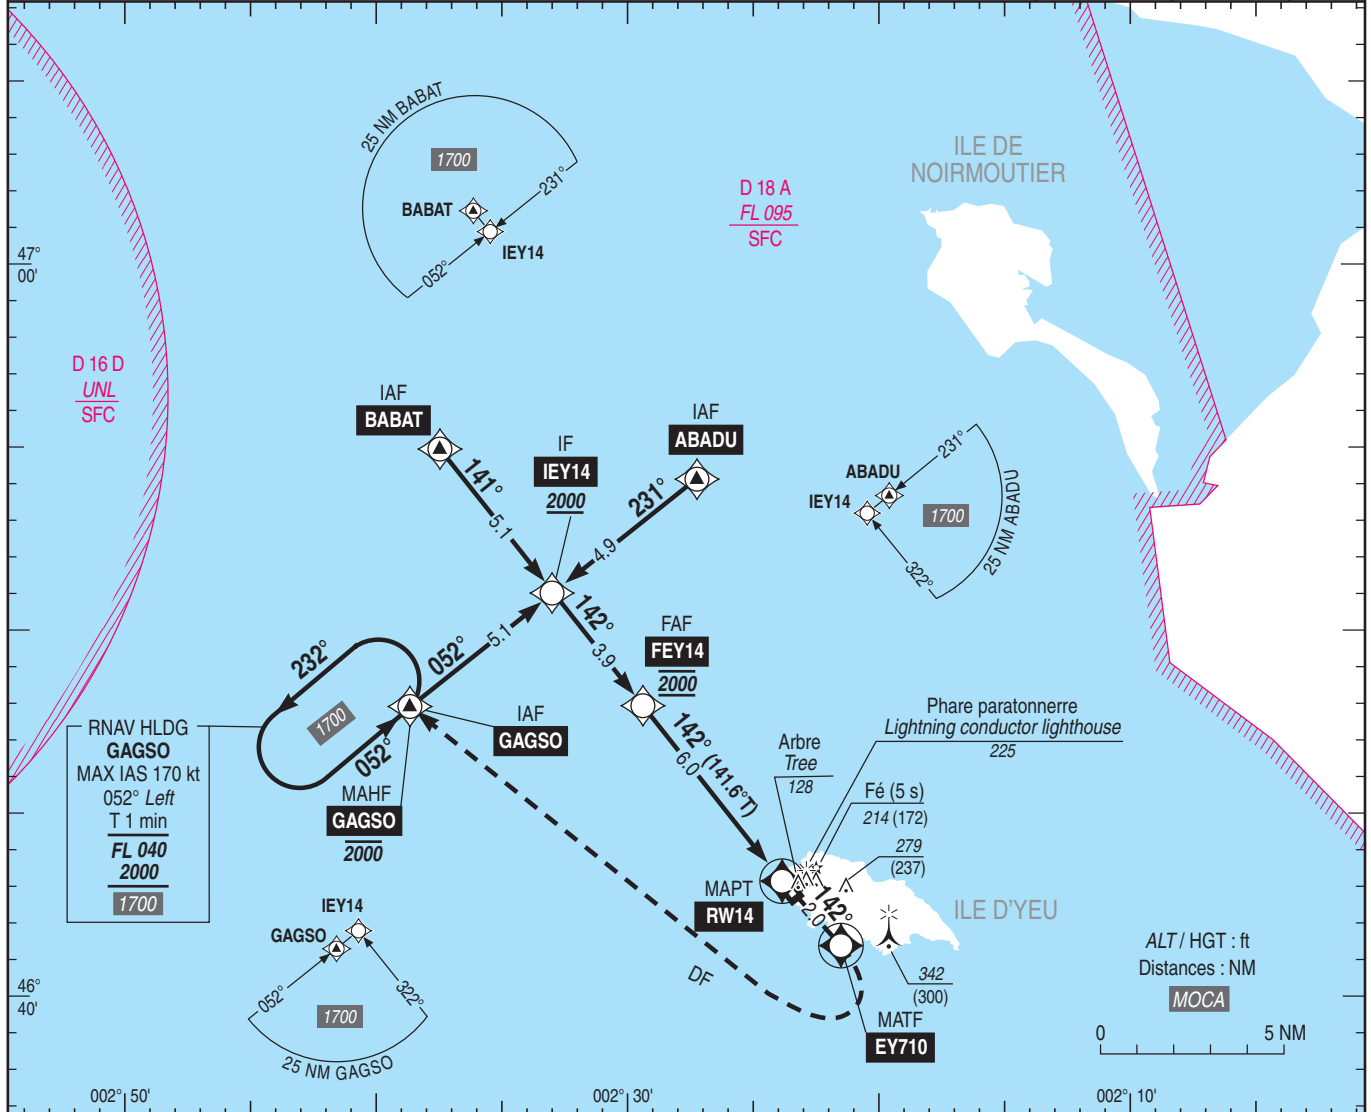 25 NM BABAT
1700
BABAT
231°
IEY14
052°
ILE DE
NOIRMOUTIER
D 18 A
FL 095
SFC
47°
00'
D 16 D
UNL
SFC
IAF
BABAT
141°
5.1
IF
IEY14
2000
IAF
ABADU
231°
4.9
ABADU
231°
IEY14
1700
25 NM ABADU
322°
142°
3.9
FAF
FEY14
2000
052°
5.1
232°
1700
052°
IAF
GAGSO
RNAV HLDG
GAGSO
MAX IAS 170 kt
052° Left
T 1 min
FL 040
2000
1700
MAHF
GAGSO
2000
142° (141.6°T)
6.0
Phare paratonnerre
Lightning conductor lighthouse
225
Arbre
Tree
128
Fé (5 s)
214 (172)
279
(237)
MAPT
RW14
142°
2.0
ILE D'YEU
342
(300)
DF
MATF
EY710
IEY14
GAGSO
052°
322°
1700
25 NM GAGSO
ALT / HGT : ft
Distances : NM
MOCA
0 5 NM
46°
40'
002° 50'
002° 30'
002° 10'